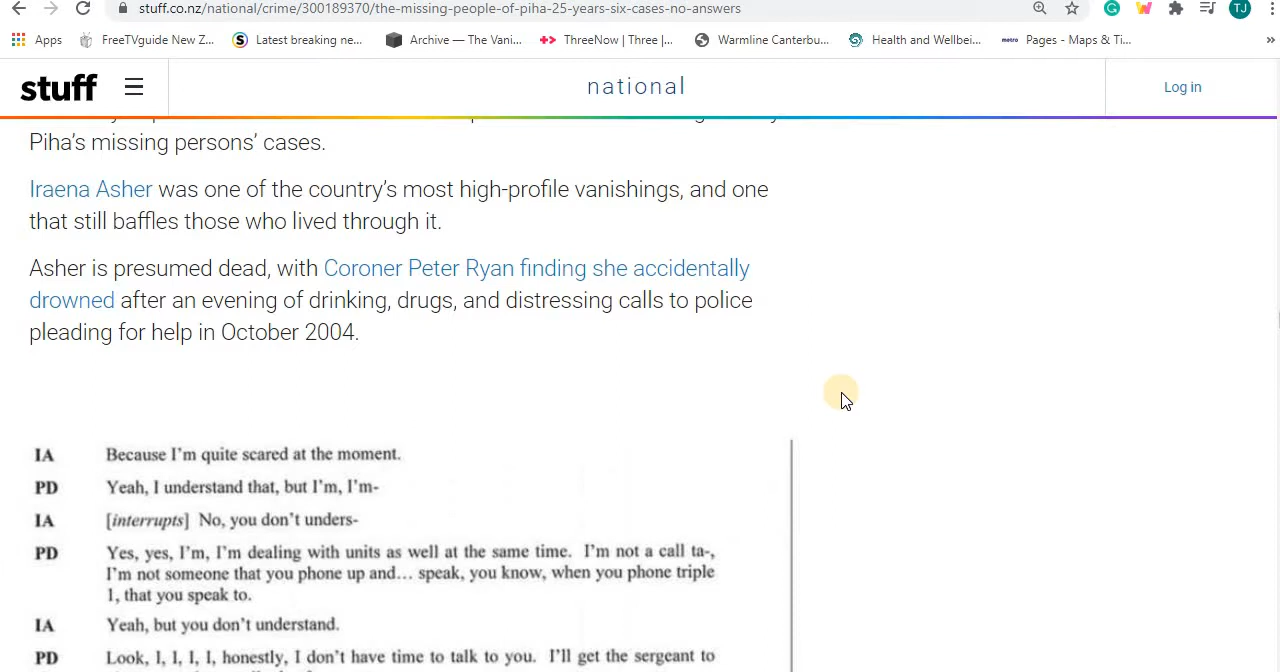 stuff.co.nz/national/crime/300189370/the-missing-people-of-piha-25-years-six-cases-no-answers
TJ
Apps FreeTVguide New Z... Latest breaking ne... Archive — The Vani... ThreeNow | Three |... Warmline Canterbu... Health and Wellbei... metro Pages - Maps & Ti... »
stuff national Log in
Piha's missing persons' cases.
Iraena Asher was one of the country's most high-profile vanishings, and one
that still baffles those who lived through it.
Asher is presumed dead, with Coroner Peter Ryan finding she accidentally
drowned after an evening of drinking, drugs, and distressing calls to police
pleading for help in October 2004.
IA Because I'm quite scared at the moment.
PD Yeah, I understand that, but I'm, I'm-
IA [interrupts] No, you don't unders-
PD Yes, yes, I'm, I'm dealing with units as well at the same time. I'm not a call ta-,
I'm not someone that you phone up and... speak, you know, when you phone triple
1, that you speak to.
IA Yeah, but you don't understand.
PD Look, I, I, I, I, honestly, I don't have time to talk to you. I'll get the sergeant to